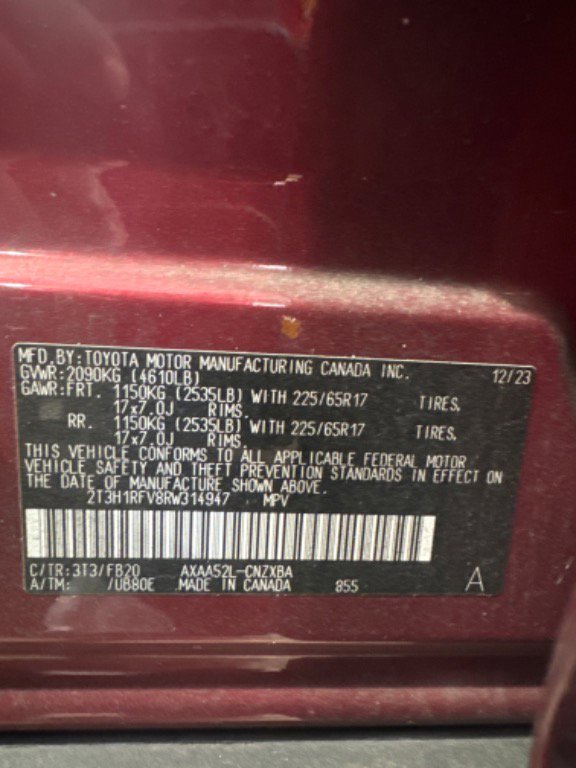 MFD. BY: TOYOTA MOTOR MANUFACTURING CANADA INC. 12/23
GVWR: 2090KG (4610LB)
GAWR: FRT. 1150KG (2535LB) WITH 225/65R17 TIRES,
17x7.0J RIMS.
RR. 1150KG (2535LB) WITH 225/65R17 TIRES,
17x7.0J RIMS.
THIS VEHICLE CONFORMS TO ALL APPLICABLE FEDERAL MOTOR
VEHICLE SAFETY AND THEFT PREVENTION STANDARDS IN EFFECT ON
THE DATE OF MANUFACTURE SHOWN ABOVE.
2T3H1RFV8RW314947 MPV
C/TR: 3T3/FB20 AXAA52L-CNZXBA
A/TM: /UB80E MADE IN CANADA 855 A